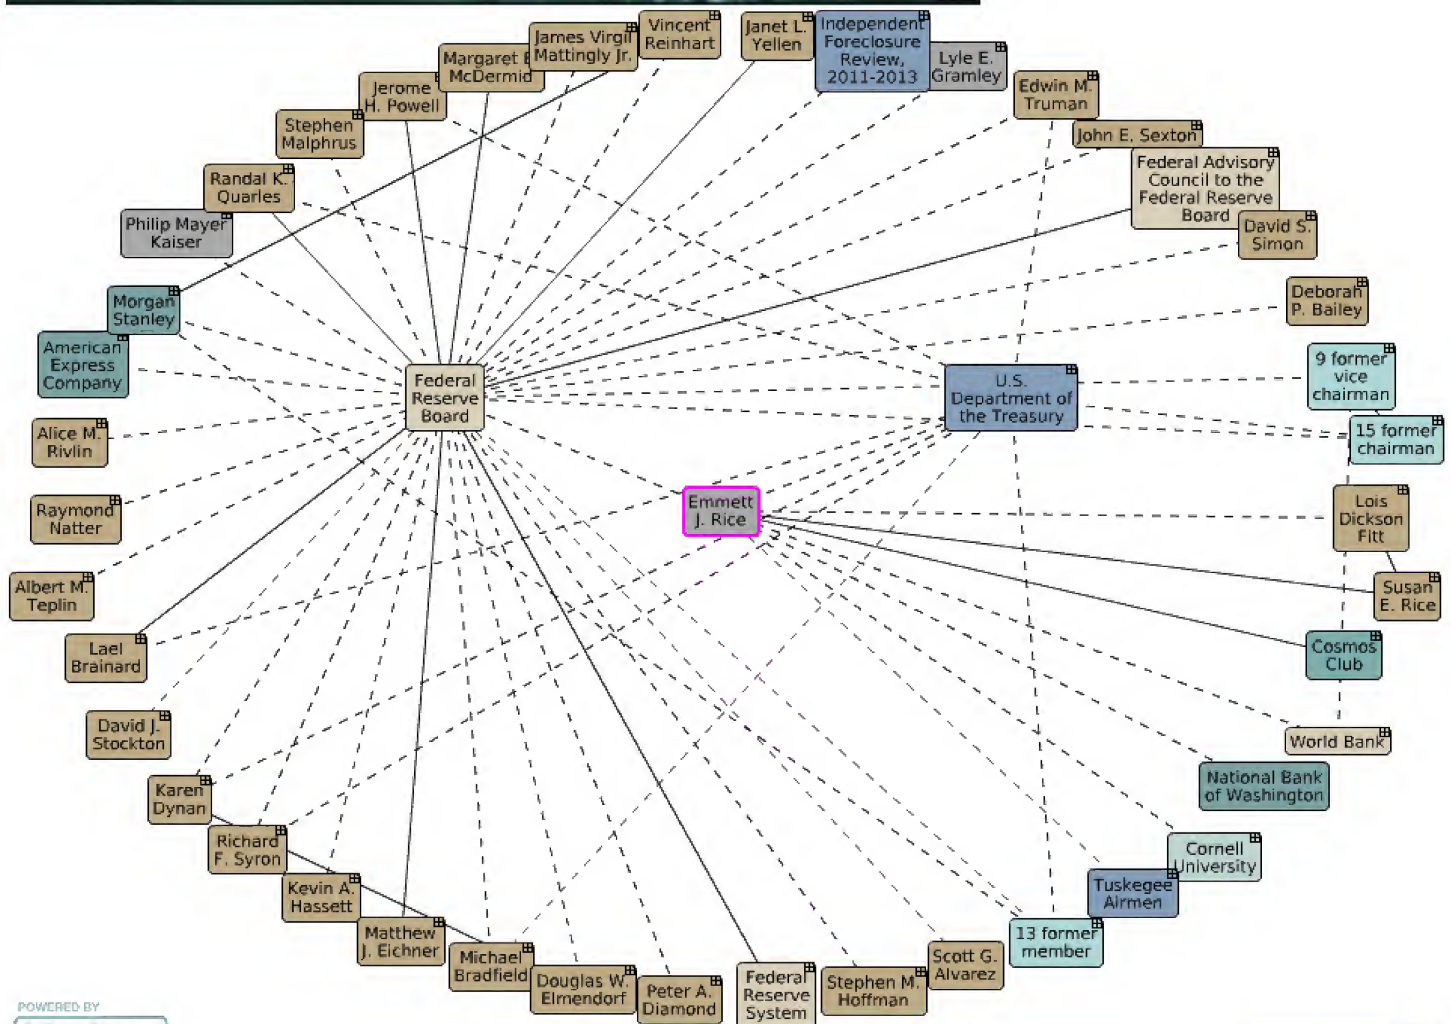 James Virgil
Mattingly Jr.
Vincent
Reinhart
Janet L.
Yellen
Independent
Foreclosure
Review,
2011-2013
Lyle E.
Gramley
Margaret
McDermid
Jerome
H. Powell
Edwin M.
Truman
Stephen
Malphrus
John E. Sexton
Federal Advisory
Council to the
Federal Reserve
Board
Randal K.
Quarles
Philip Mayer
Kaiser
David S.
Simon
Morgan
Stanley
Deborah
P. Bailey
American
Express
Company
9 former
vice
chairman
Federal
Reserve
Board
U.S.
Department of
the Treasury
Alice M.
Rivlin
15 former
chairman
Raymond
Natter
Emmett
J. Rice
Lois
Dickson
Fitt
Albert M.
Teplin
Susan
E. Rice
Lael
Brainard
Cosmos
Club
David J.
Stockton
World Bank
Karen
Dynan
National Bank
of Washington
Richard
F. Syron
Cornell
University
Kevin A.
Hassett
Tuskegee
Airmen
Matthew
J. Eichner
13 former
member
Michael
Bradfield
Scott G.
Alvarez
Douglas W.
Elmendorf
Peter A.
Diamond
Federal
Reserve
System
Stephen M.
Hoffman
POWERED BY